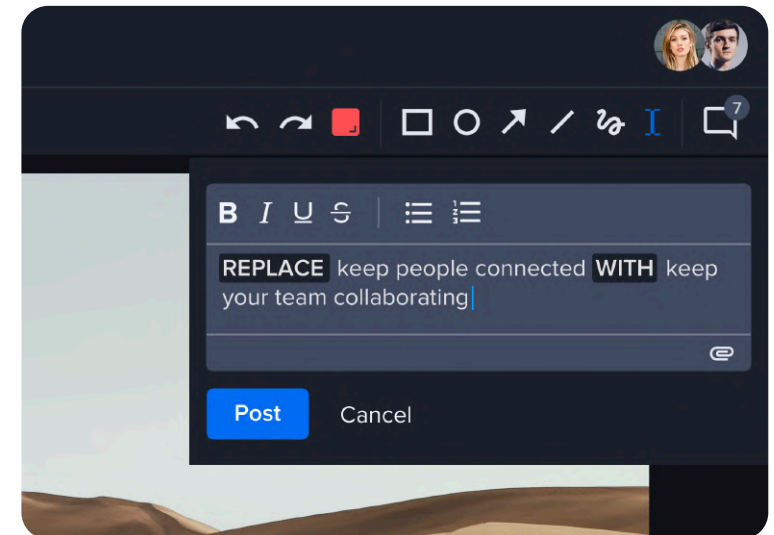 7
B I U S
REPLACE keep people connected WITH keep
your team collaborating
Post Cancel